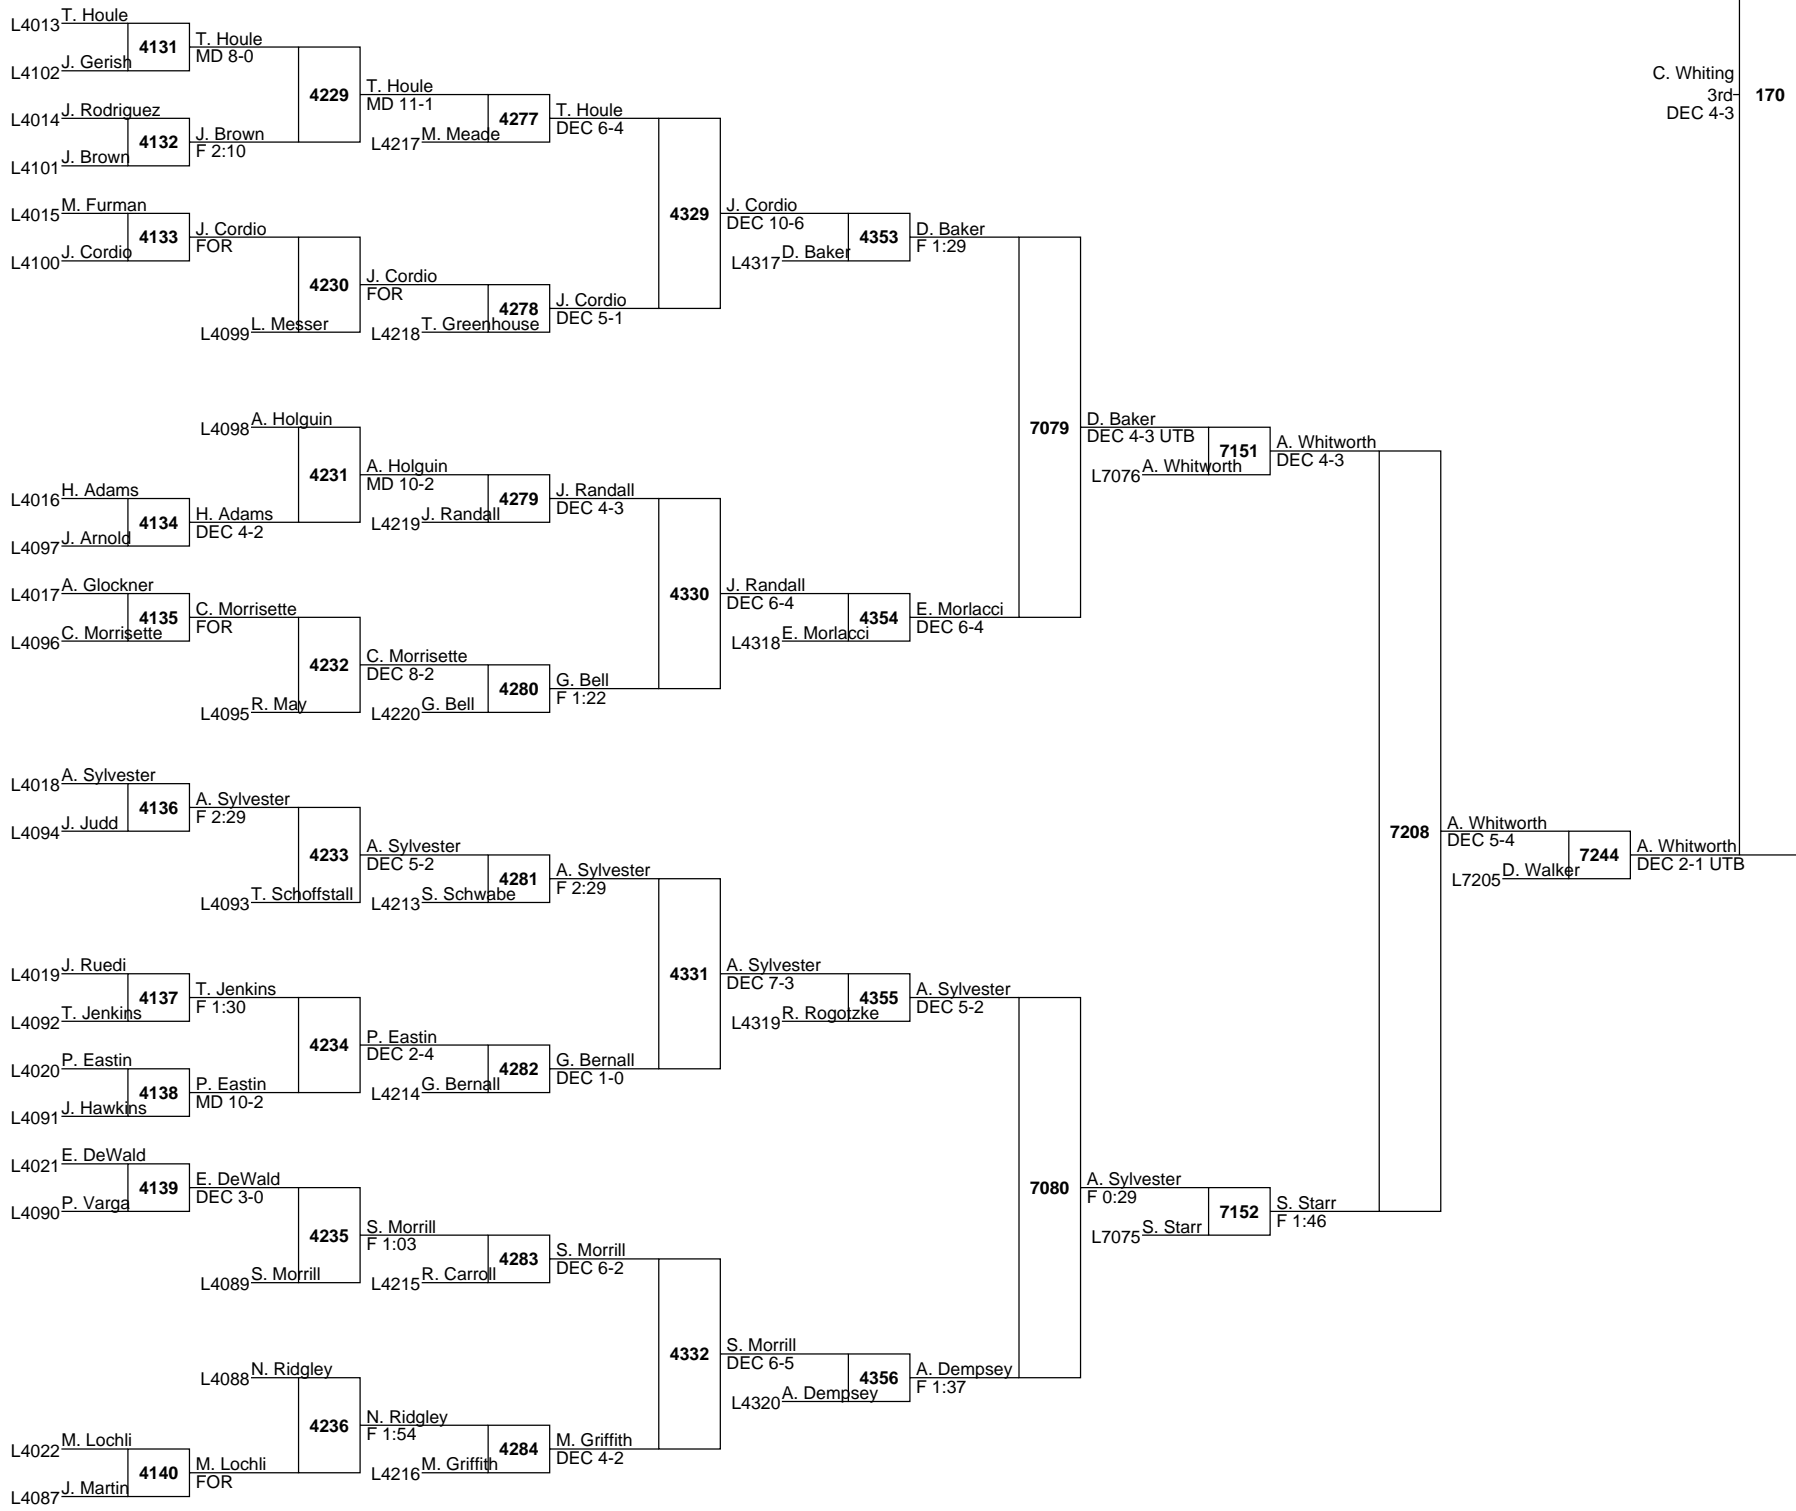 L4013 T. Houle
4131
L4102 J. Gerish
T. Houle
MD 8-0
L4014 J. Rodriguez
4132
L4101 J. Brown
J. Brown
F 2:10
4229
T. Houle
MD 11-1
L4217 M. Meade
4277
T. Houle
DEC 6-4
L4015 M. Furman
4133
L4100 J. Cordio
J. Cordio
FOR
4230
L4099 L. Messer
J. Cordio
FOR
L4218 T. Greenhouse
4278
J. Cordio
DEC 5-1
4329
J. Cordio
DEC 10-6
L4317 D. Baker
4353
D. Baker
F 1:29
L4098 A. Holguin
4231
L4016 H. Adams
4134
L4097 J. Arnold
H. Adams
DEC 4-2
A. Holguin
MD 10-2
L4219 J. Randall
4279
J. Randall
DEC 4-3
L4017 A. Glockner
4135
L4096 C. Morrisette
C. Morrisette
FOR
4232
L4095 R. May
C. Morrisette
DEC 8-2
L4220 G. Bell
4280
G. Bell
F 1:22
4330
J. Randall
DEC 6-4
L4318 E. Morlacci
4354
E. Morlacci
DEC 6-4
7079
D. Baker
DEC 4-3 UTB
L7076 A. Whitworth
7151
A. Whitworth
DEC 4-3
L4018 A. Sylvester
4136
L4094 J. Judd
A. Sylvester
F 2:29
4233
L4093 T. Schoffstall
A. Sylvester
DEC 5-2
L4213 S. Schwabe
4281
A. Sylvester
F 2:29
L4019 J. Ruedi
4137
L4092 T. Jenkins
T. Jenkins
F 1:30
4234
L4020 P. Eastin
4138
L4091 J. Hawkins
P. Eastin
MD 10-2
P. Eastin
DEC 2-4
L4214 G. Bernall
4282
G. Bernall
DEC 1-0
4331
A. Sylvester
DEC 7-3
L4319 R. Rogotzke
4355
A. Sylvester
DEC 5-2
L4021 E. DeWald
4139
L4090 P. Varga
E. DeWald
DEC 3-0
4235
L4089 S. Morrill
S. Morrill
F 1:03
L4215 R. Carroll
4283
S. Morrill
DEC 6-2
L4088 N. Ridgley
4236
L4022 M. Lochli
4140
L4087 J. Martin
M. Lochli
FOR
N. Ridgley
F 1:54
L4216 M. Griffith
4284
M. Griffith
DEC 4-2
4332
S. Morrill
DEC 6-5
L4320 A. Dempsey
4356
A. Dempsey
F 1:37
7080
A. Sylvester
F 0:29
L7075 S. Starr
7152
S. Starr
F 1:46
7208
A. Whitworth
DEC 5-4
L7205 D. Walker
7244
A. Whitworth
DEC 2-1 UTB
C. Whiting
3rd
DEC 4-3
170